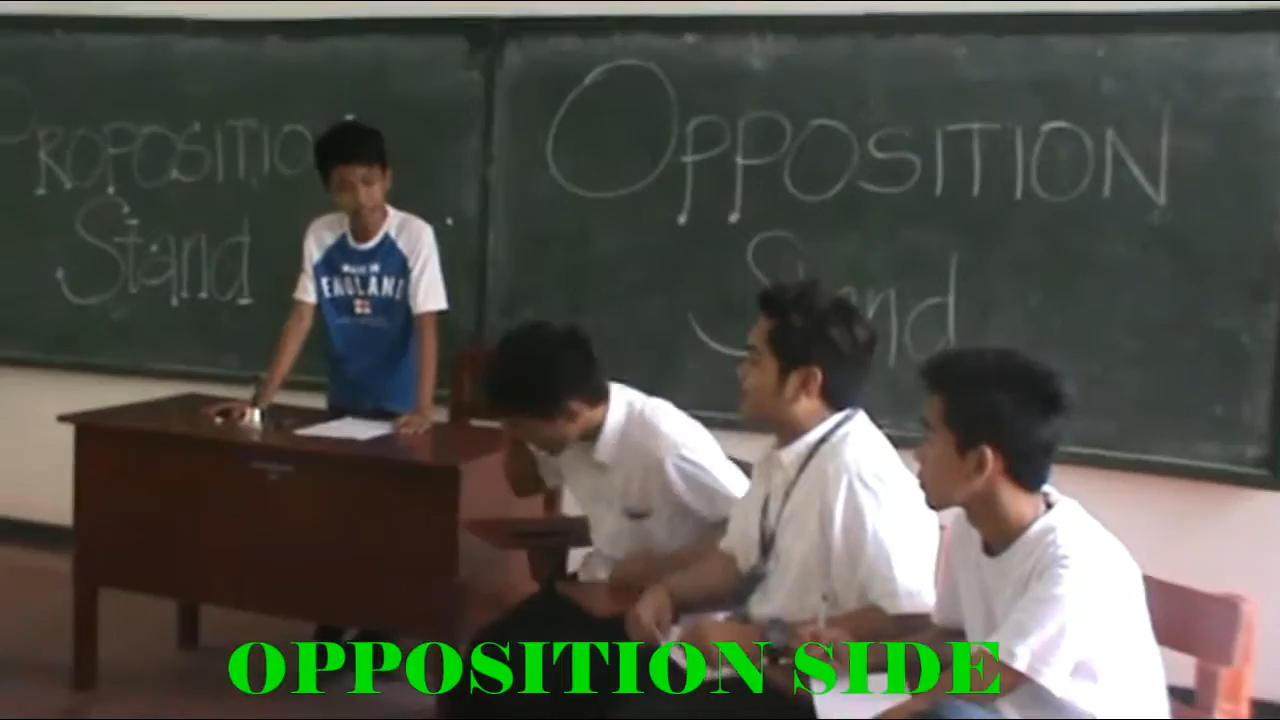 PROPOSITION
Stand
OPPOSITION
Stand
MADE IN
ENGLAND
OPPOSITION SIDE